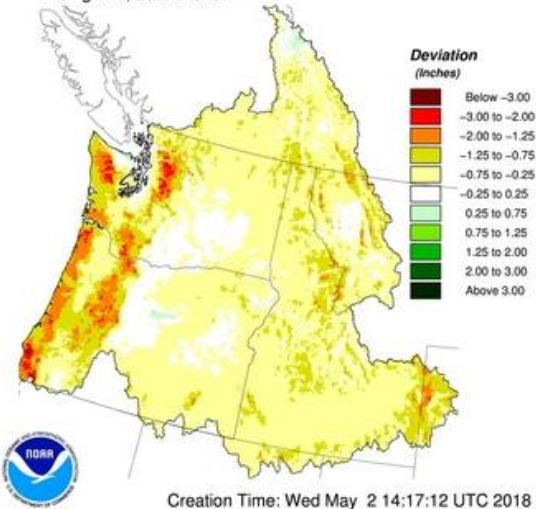 Deviation
(Inches)
Below -3.00
-3.00 to -2.00
-2.00 to -1.25
-1.25 to -0.75
-0.75 to -0.25
-0.25 to 0.25
0.25 to 0.75
0.75 to 1.25
1.25 to 2.00
2.00 to 3.00
Above 3.00
NOAA
Creation Time: Wed May 2 14:17:12 UTC 2018